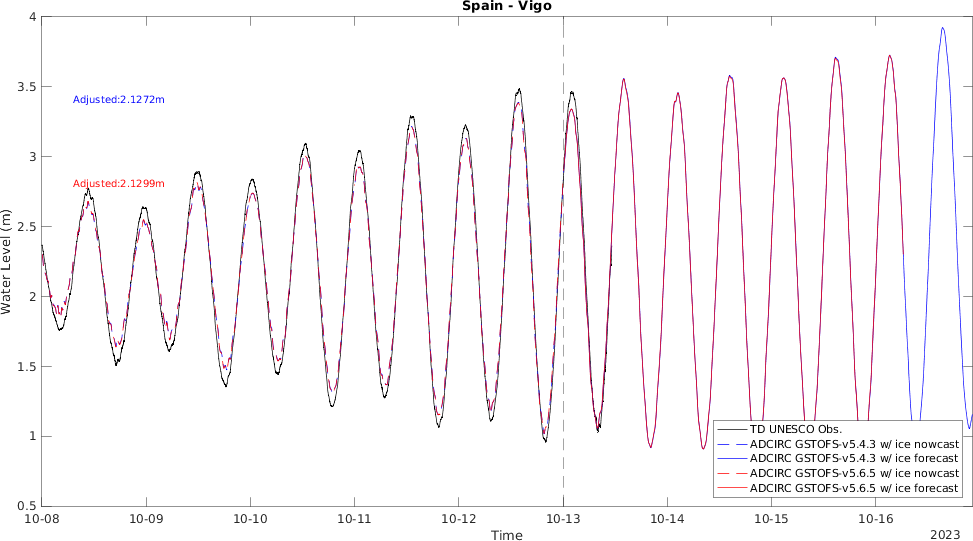 Spain - Vigo
Water Level (m)
4
3.5
3
2.5
2
1.5
1
0.5
Adjusted:2.1272m
Adjusted:2.1299m
TD UNESCO Obs.
ADCIRC GSTOFS-v5.4.3 w/ ice nowcast
ADCIRC GSTOFS-v5.4.3 w/ ice forecast
ADCIRC GSTOFS-v5.6.5 w/ ice nowcast
ADCIRC GSTOFS-v5.6.5 w/ ice forecast
10-08 10-09 10-10 10-11 10-12 10-13 10-14 10-15 10-16
Time
2023